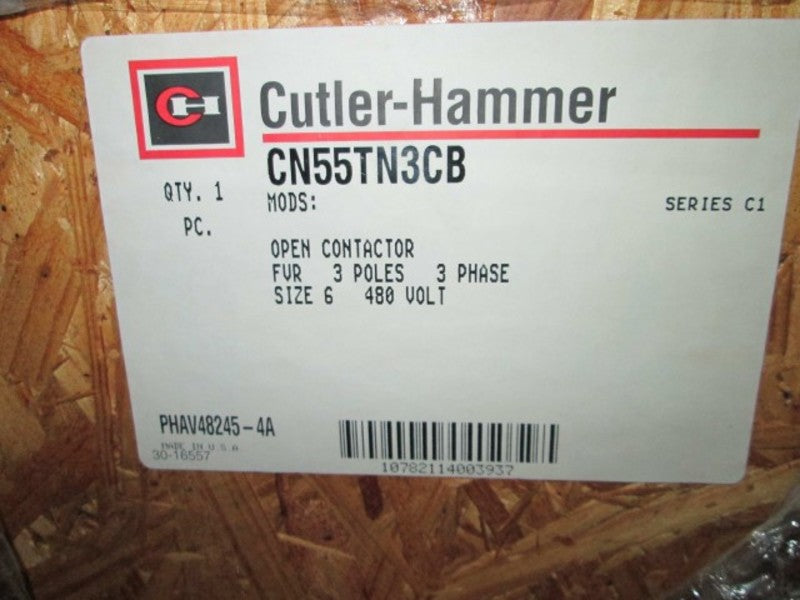 CH
Cutler-Hammer
CN55TN3CB
QTY. 1
MODS:
SERIES C1
PC.
OPEN CONTACTOR
FVR 3 POLES 3 PHASE
SIZE 6 480 VOLT
PHAV48245-4A
MADE IN U.S.A
30-16557
10782114003937